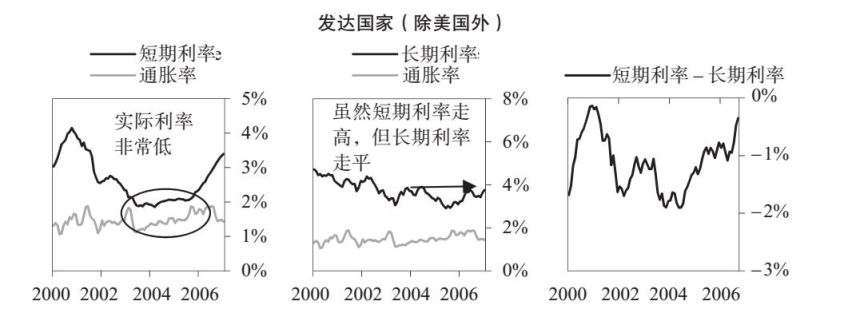 发达国家（除美国外）
短期利率e
通胀率
实际利率
非常低
5%
4%
3%
2%
1%
0%
2000 2002 2004 2006
长期利率
通胀率
虽然短期利率走
高，但长期利率
走平
8%
6%
4%
2%
0%
2000 2002 2004 2006
短期利率 – 长期利率
0%
–1%
–2%
–3%
2000 2002 2004 2006